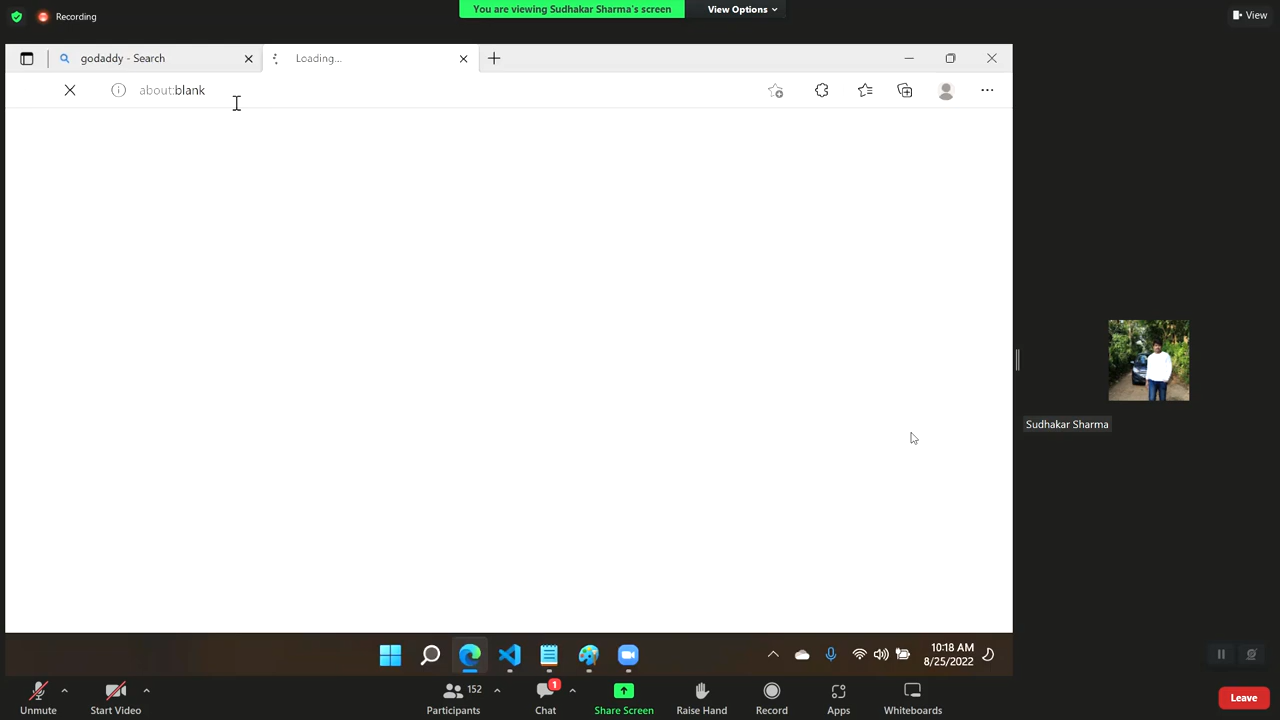 Recording
You are viewing Sudhakar Sharma's screen
View Options
View
godaddy - Search
Loading...
about:blank
Sudhakar Sharma
10:18 AM
8/25/2022
Unmute
Start Video
152
Participants
1
Chat
Share Screen
Raise Hand
Record
Apps
Whiteboards
Leave